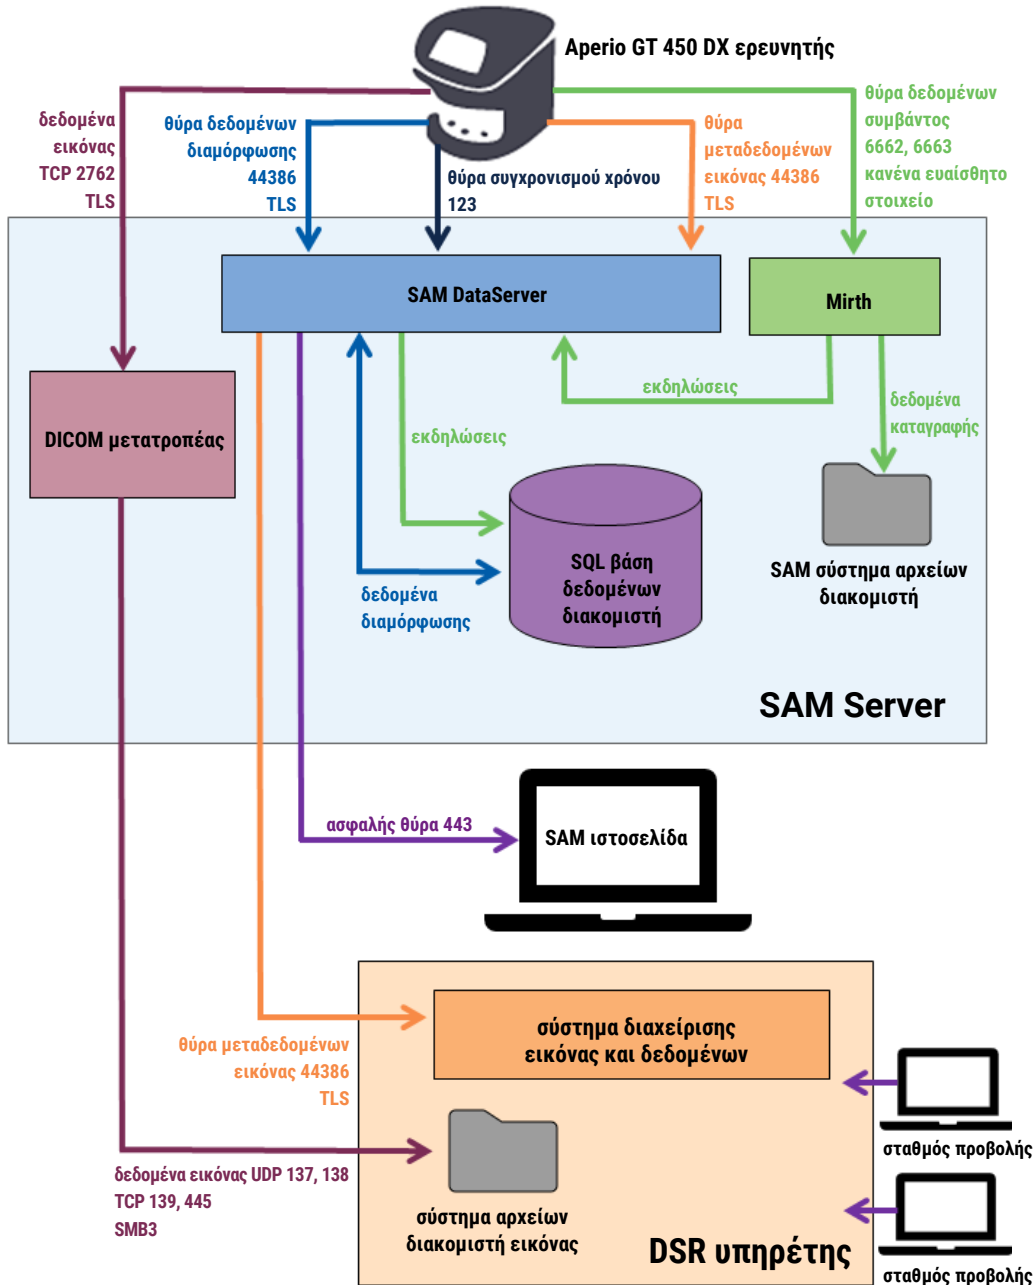 Aperio GT 450 DX ερευνητής
δεδομένα
εικόνας
TCP 2762
TLS
θύρα δεδομένων
διαμόρφωσης
44386
TLS
θύρα συγχρονισμού χρόνου
123
θύρα
μεταδεδομένων
εικόνας 44386
TLS
θύρα δεδομένων
συμβάντος
6662, 6663
κανένα ευαίσθητο
στοιχείο
SAM DataServer
Mirth
DICOM μετατροπέας
εκδηλώσεις
εκδηλώσεις
δεδομένα
καταγραφής
SQL βάση
δεδομένων
διακομιστή
SAM σύστημα αρχείων
διακομιστή
δεδομένα
διαμόρφωσης
SAM Server
ασφαλής θύρα 443
SAM ιστοσελίδα
σύστημα διαχείρισης
εικόνας και δεδομένων
θύρα μεταδεδομένων
εικόνας 44386
TLS
σταθμός προβολής
δεδομένα εικόνας UDP 137, 138
TCP 139, 445
SMB3
σύστημα αρχείων
διακομιστή εικόνας
DSR υπηρέτης
σταθμός προβολής